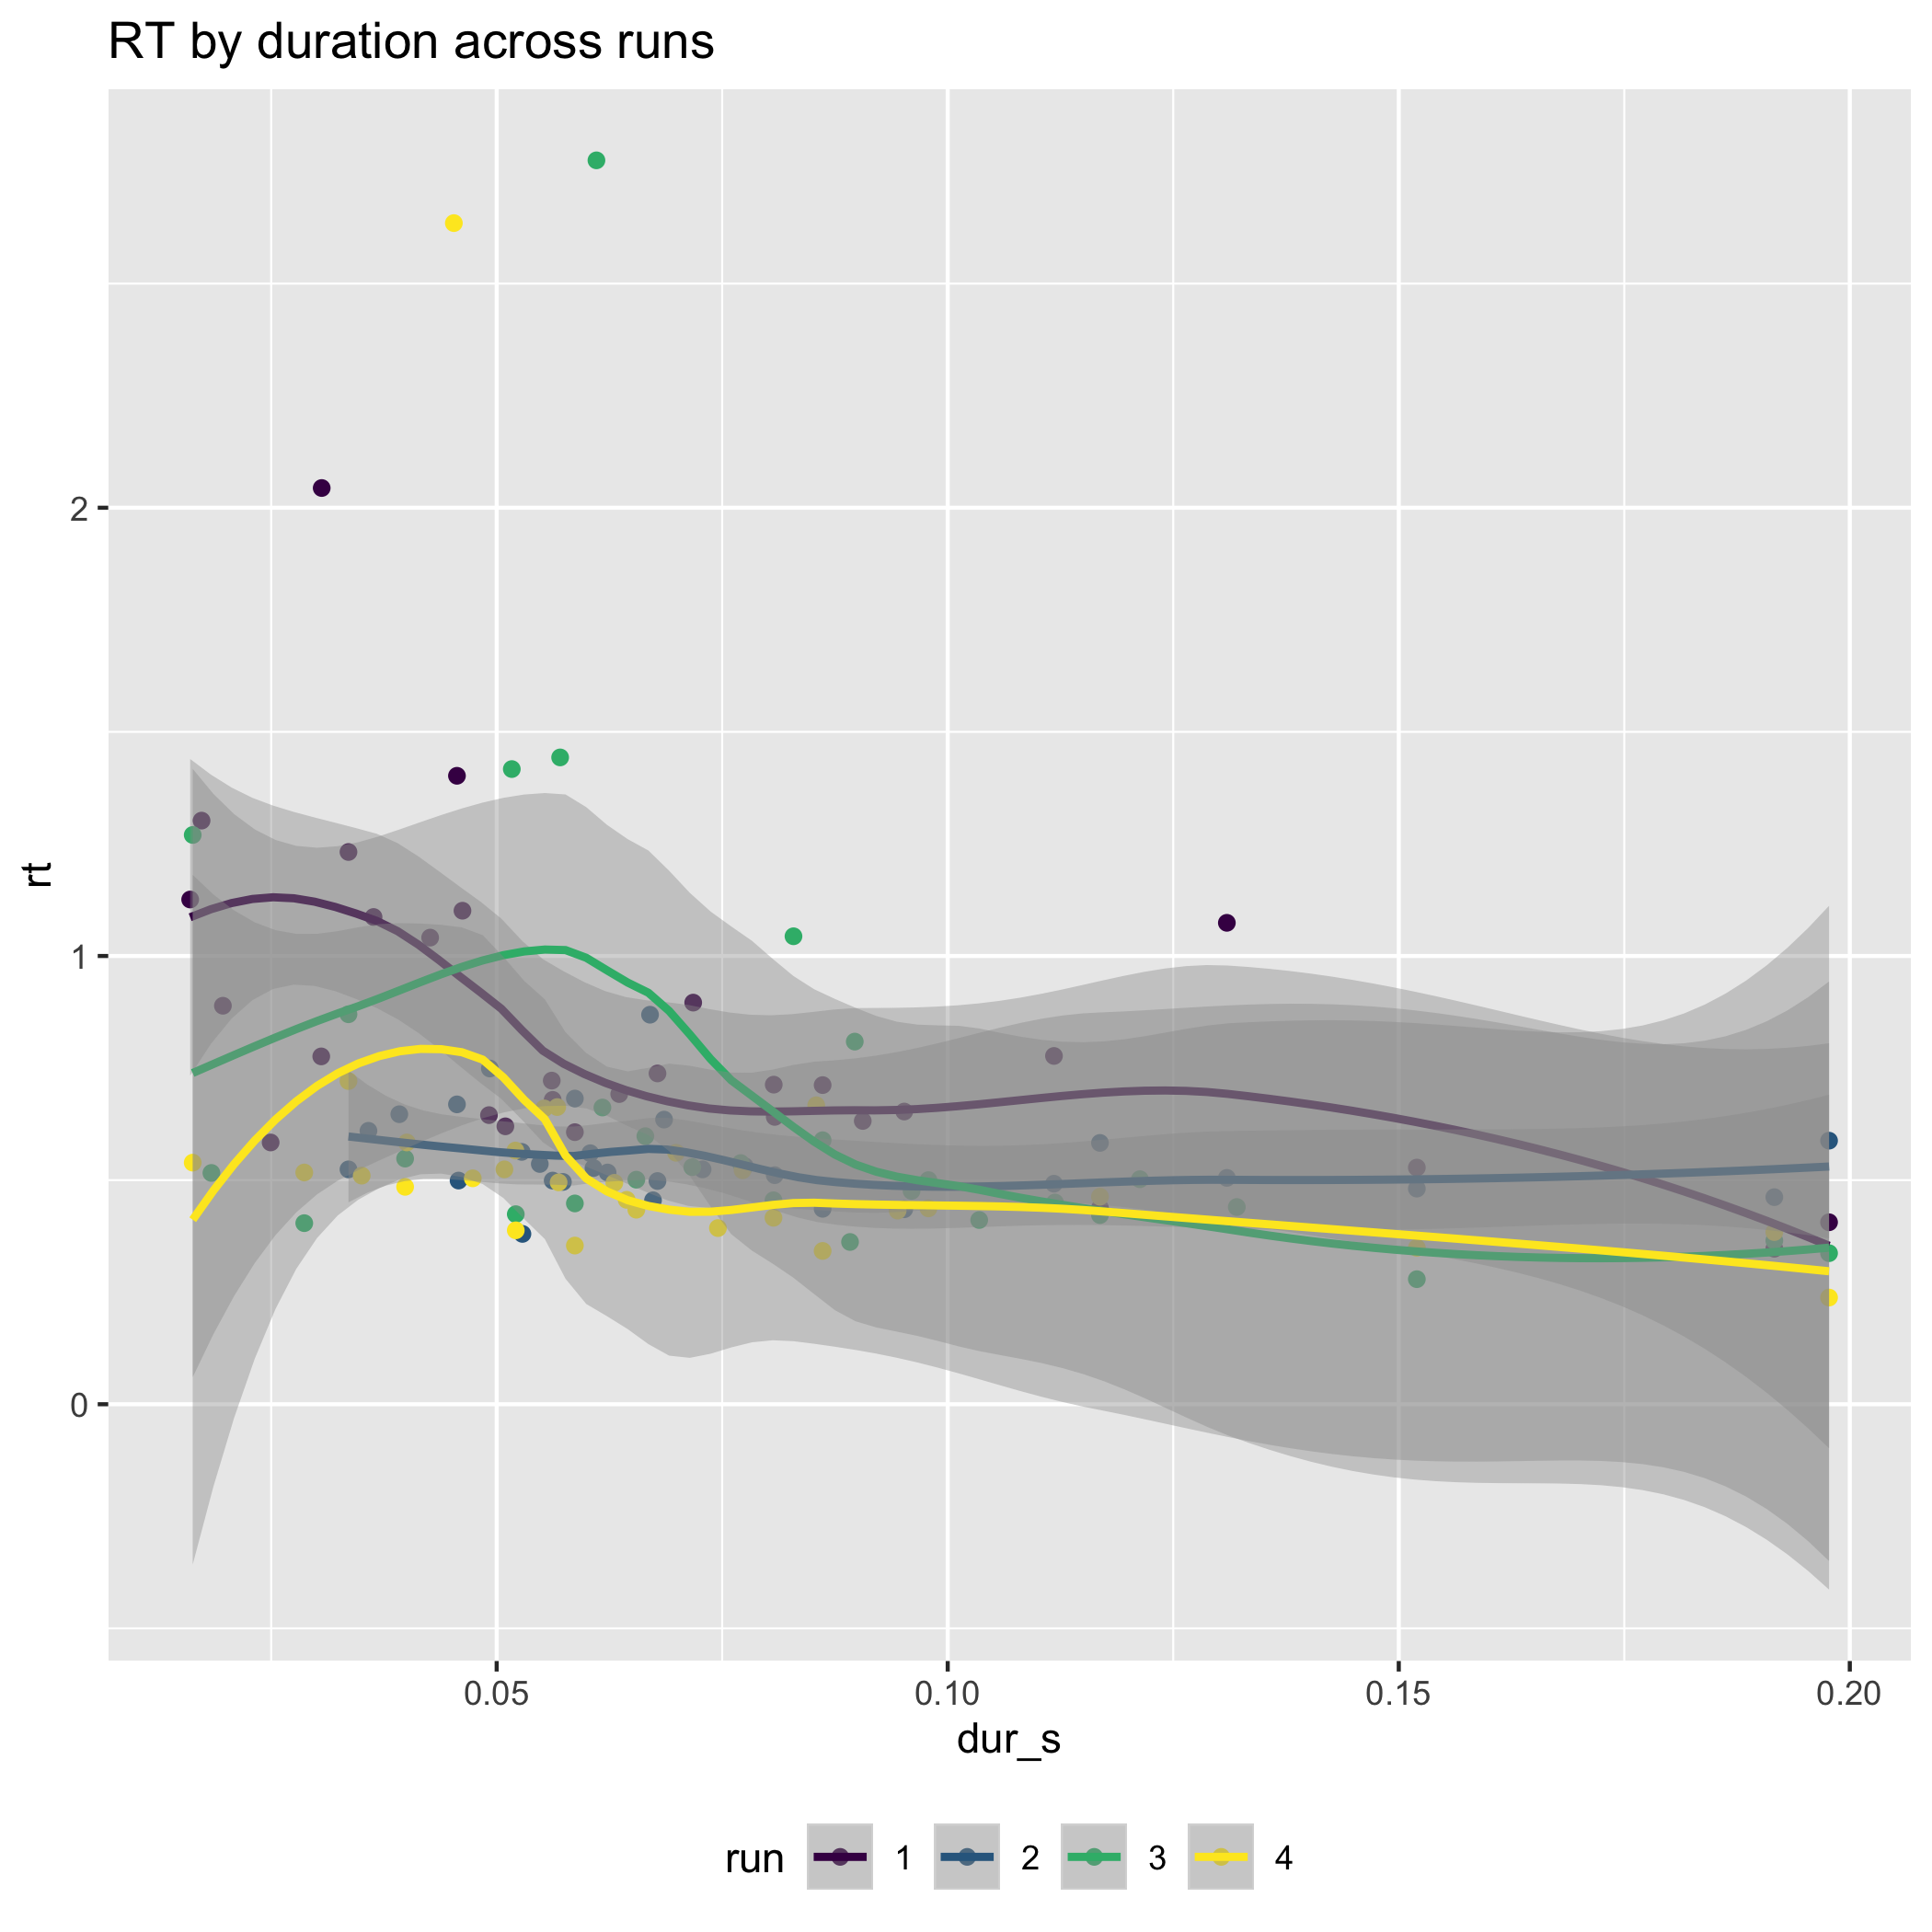 RT by duration across runs
rt
2
1
0
0.05 0.10 0.15 0.20
dur_s
run 1 2 3 4